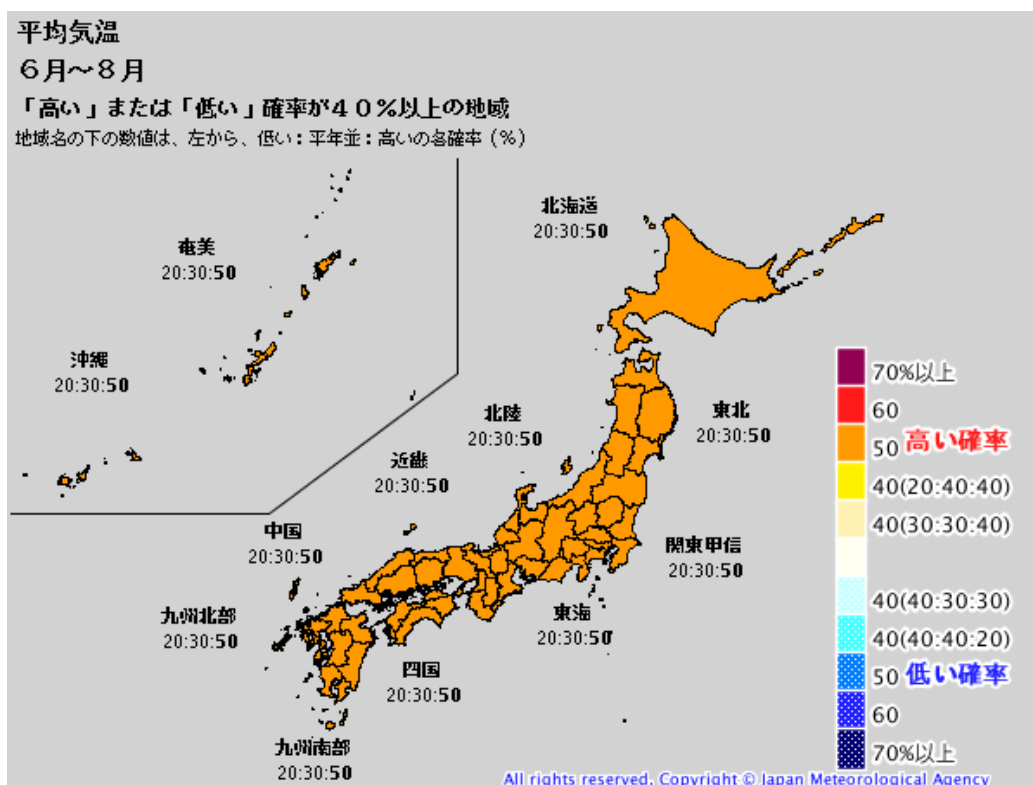 平均気温
6月～8月
「高い」または「低い」確率が40%以上の地域
地域名の下の数値は、左から、低い：平年並：高いの各確率（%）
北海道
20:30:50
奄美
20:30:50
沖縄
20:30:50
東北
20:30:50
北陸
20:30:50
近畿
20:30:50
中国
20:30:50
関東甲信
20:30:50
九州北部
20:30:50
東海
20:30:50
四国
20:30:50
九州南部
20:30:50
70%以上
60
50 高い確率
40(20:40:40)
40(30:30:40)
40(40:30:30)
40(40:40:20)
50 低い確率
60
70%以上
All rights reserved. Copyright © Japan Meteorological Agency